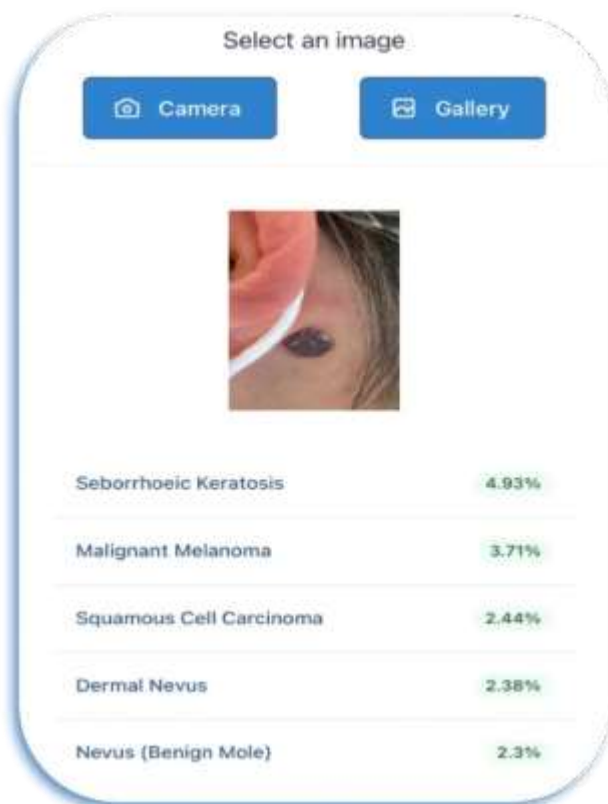 Select an image
Camera Gallery
Seborrhoeic Keratosis 4.93%
Malignant Melanoma 3.71%
Squamous Cell Carcinoma 2.44%
Dermal Nevus 2.38%
Nevus (Benign Mole) 2.3%